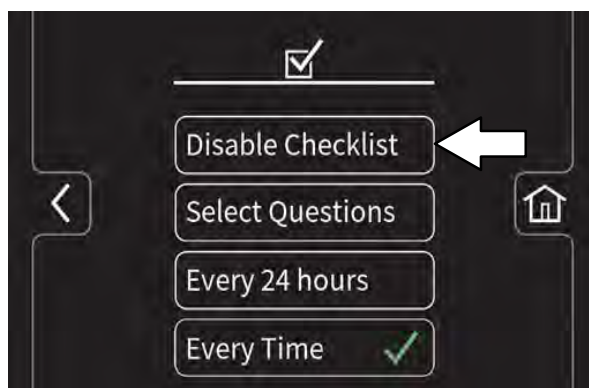 Disable Checklist
Select Questions
Every 24 hours
Every Time